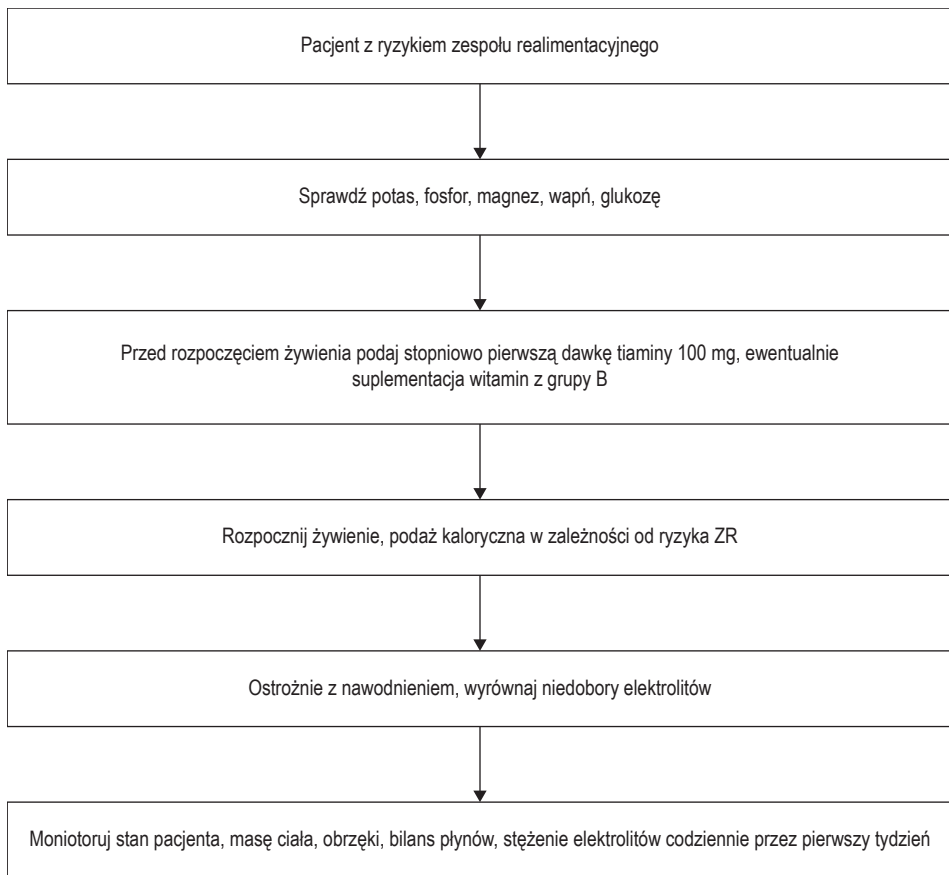 Pacjent z ryzykiem zespołu realimentacyjnego
Sprawdź potas, fosfor, magnez, wapń, glukozę
Przed rozpoczęciem żywienia podaj stopniowo pierwszą dawkę tiaminy 100 mg, ewentualnie
suplementacja witamin z grupy B
Rozpocznij żywienie, podaż kaloryczna w zależności od ryzyka ZR
Ostrożnie z nawodnieniem, wyrównaj niedobory elektrolitów
Moniotoruj stan pacjenta, masę ciała, obrzęki, bilans płynów, stężenie elektrolitów codziennie przez pierwszy tydzień